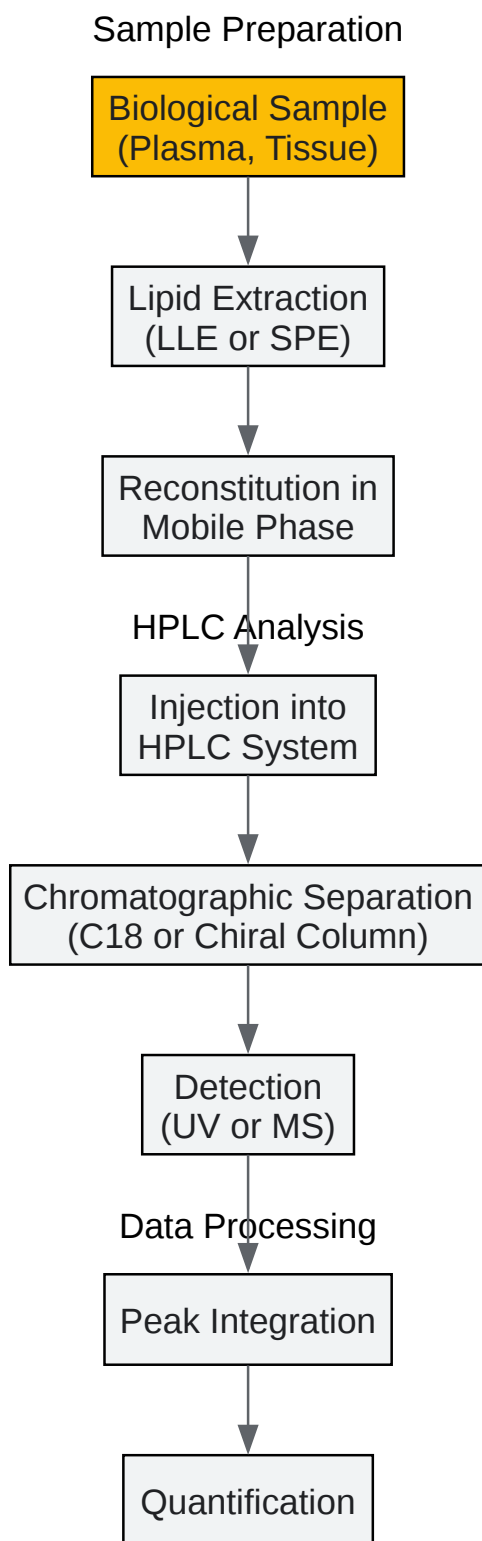 Sample Preparation
Biological Sample
(Plasma, Tissue)
Lipid Extraction
(LLE or SPE)
Reconstitution in
Mobile Phase
HPLC Analysis
Injection into
HPLC System
Chromatographic Separation
(C18 or Chiral Column)
Detection
(UV or MS)
Data Processing
Peak Integration
Quantification